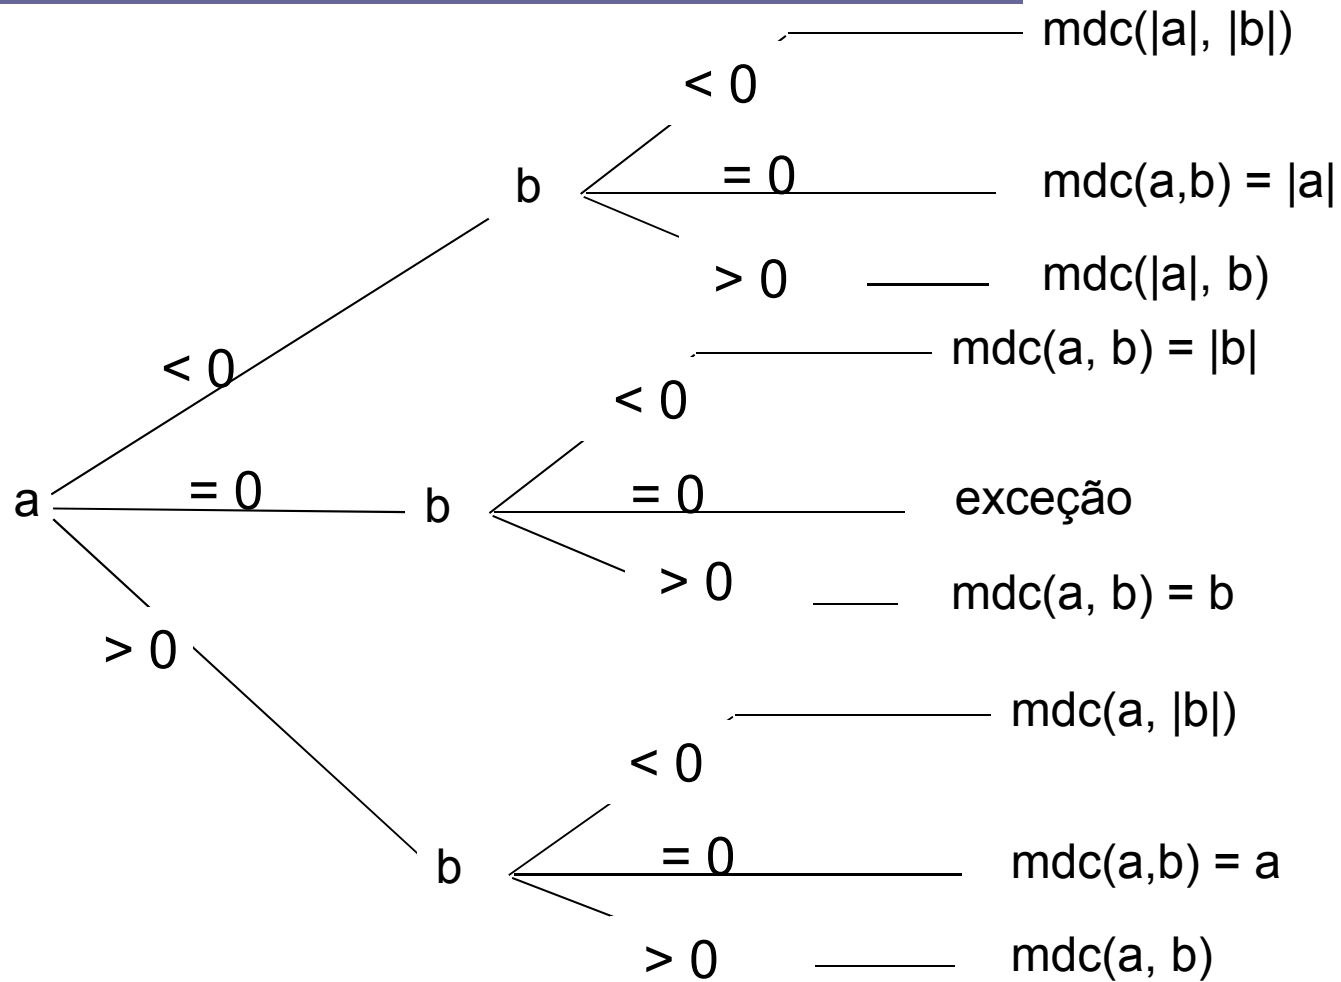 mdc(|a|, |b|)
< 0
b
= 0
mdc(a,b) = |a|
> 0
mdc(|a|, b)
< 0
mdc(a, b) = |b|
< 0
a
= 0
b
= 0
exceção
> 0
mdc(a, b) = b
> 0
mdc(a, |b|)
< 0
b
= 0
mdc(a,b) = a
> 0
mdc(a, b)